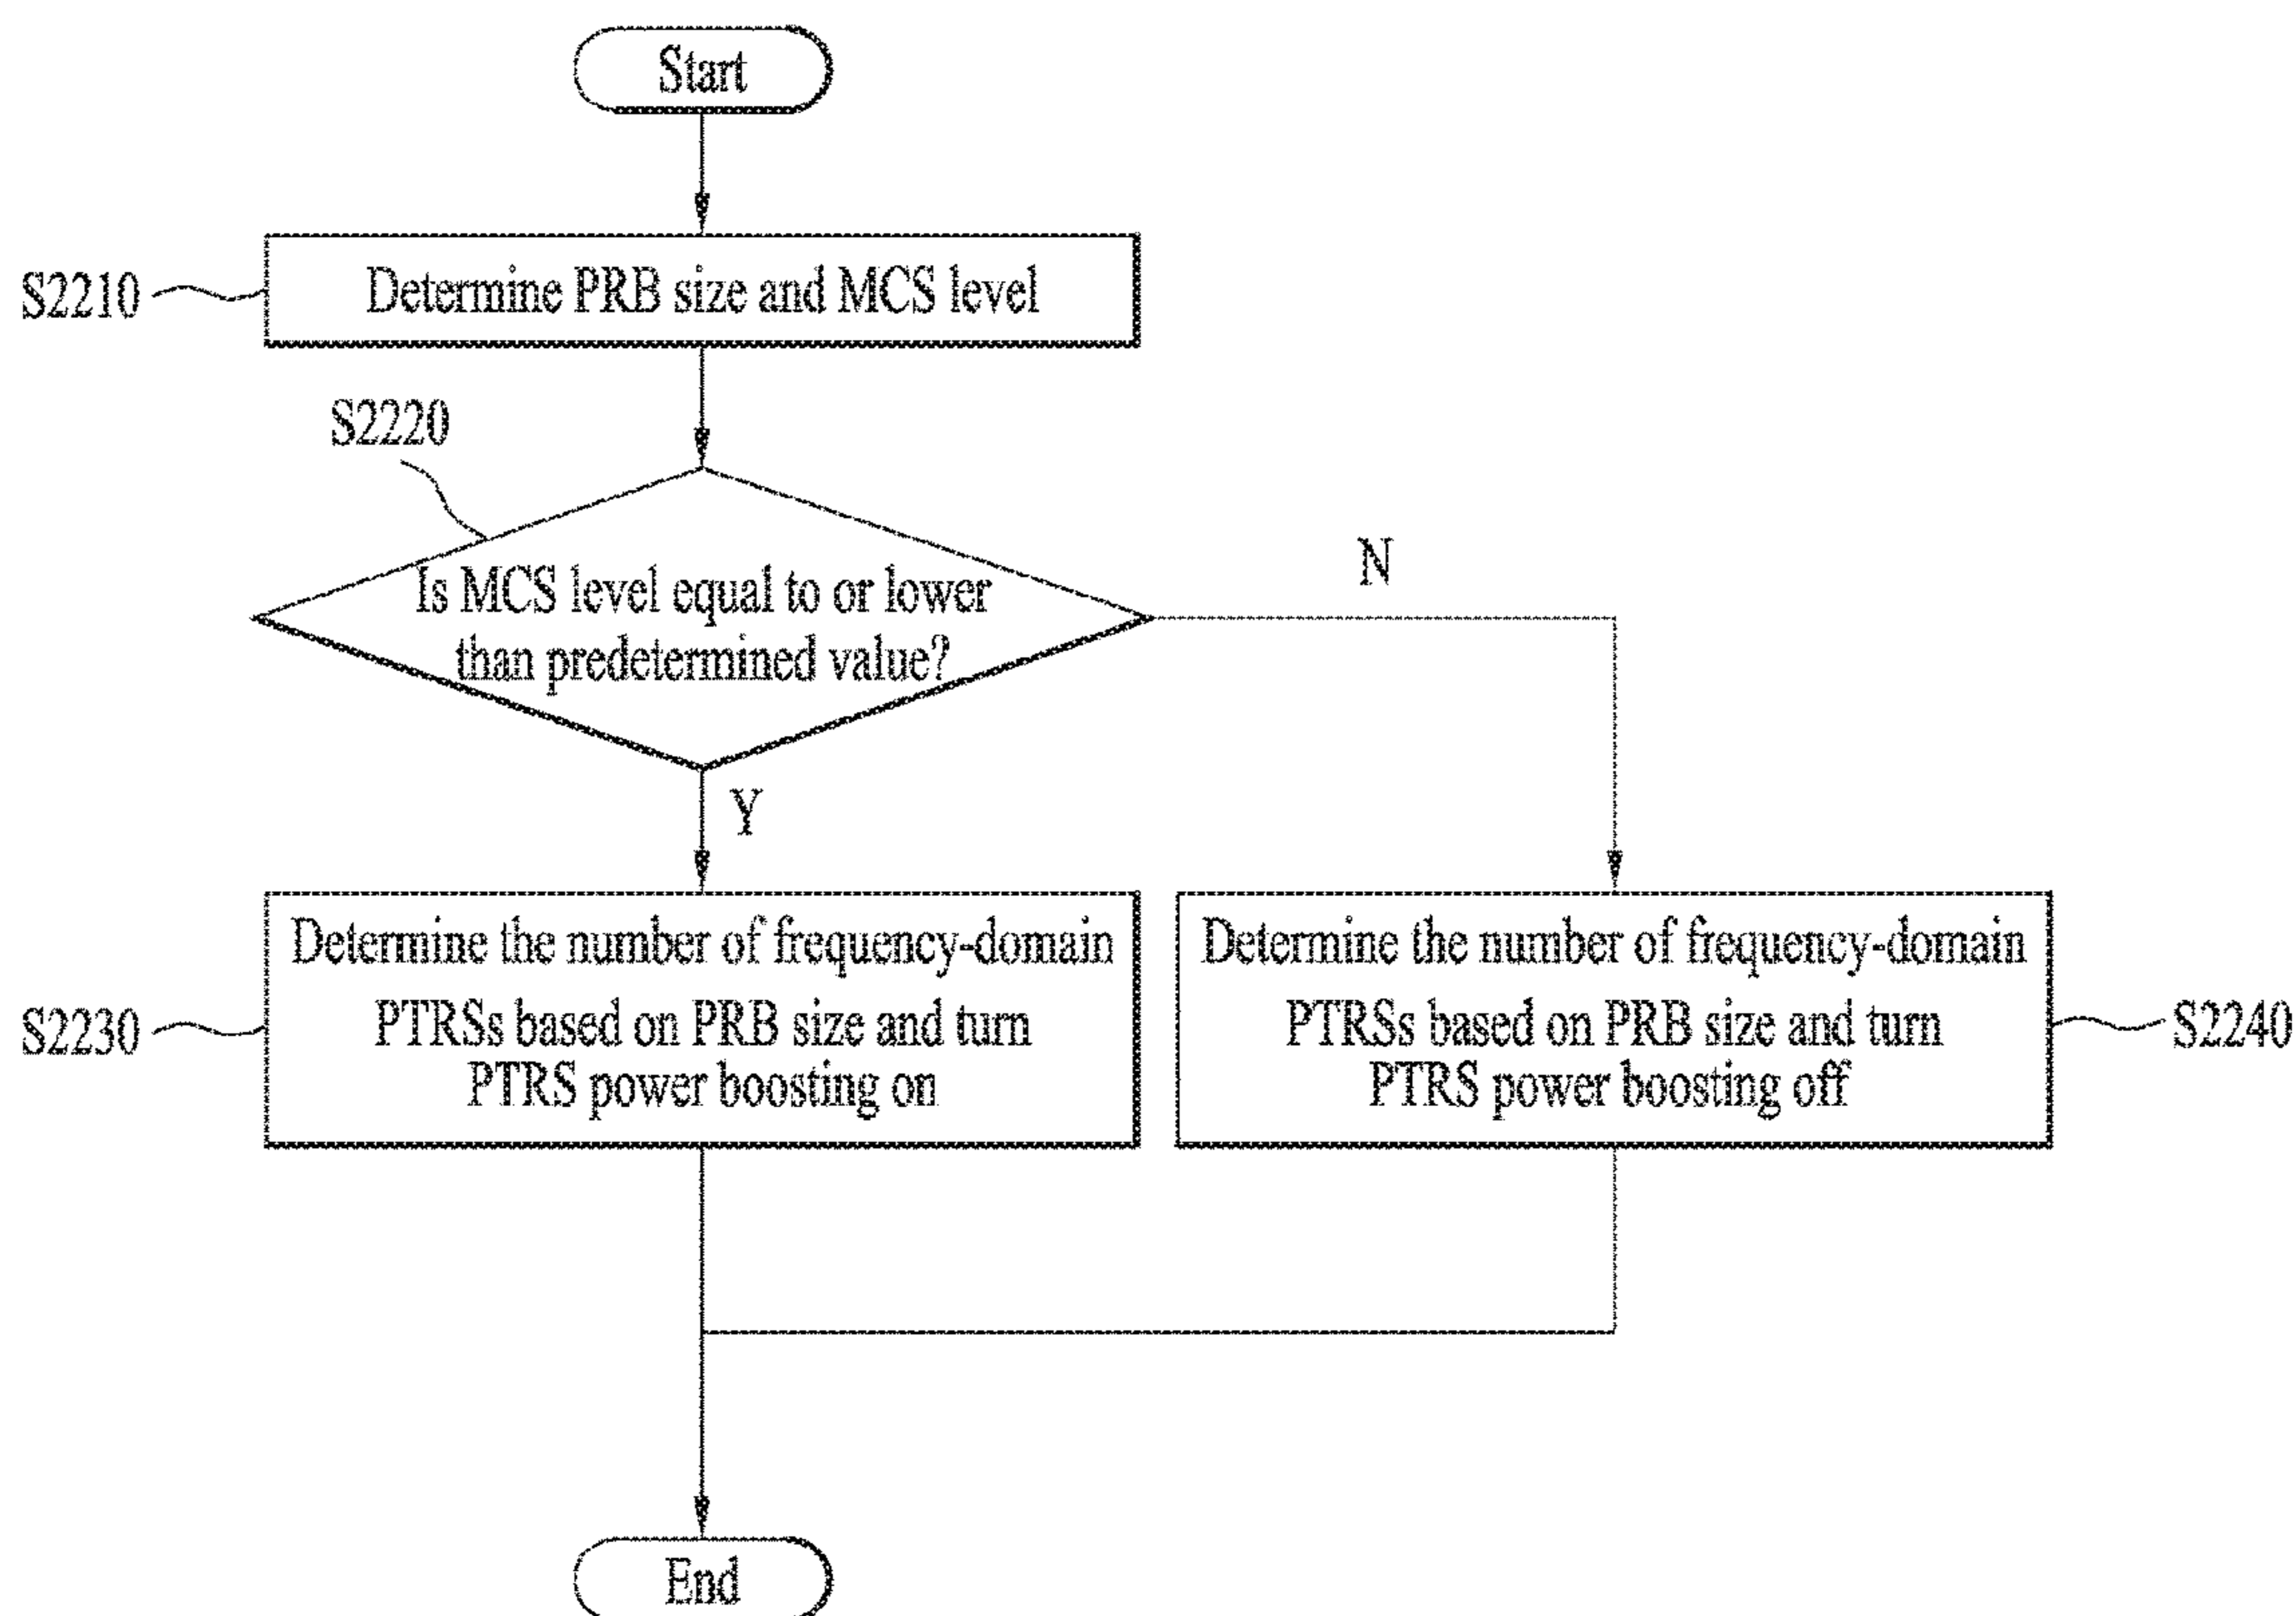 Start
S2210
Determine PRB size and MCS level
S2220
Is MCS level equal to or lower
than predetermined value?
N
Y
S2230
Determine the number of frequency-domain
PTRSs based on PRB size and turn
PTRS power boosting on
Determine the number of frequency-domain
PTRSs based on PRB size and turn
PTRS power boosting off
S2240
End